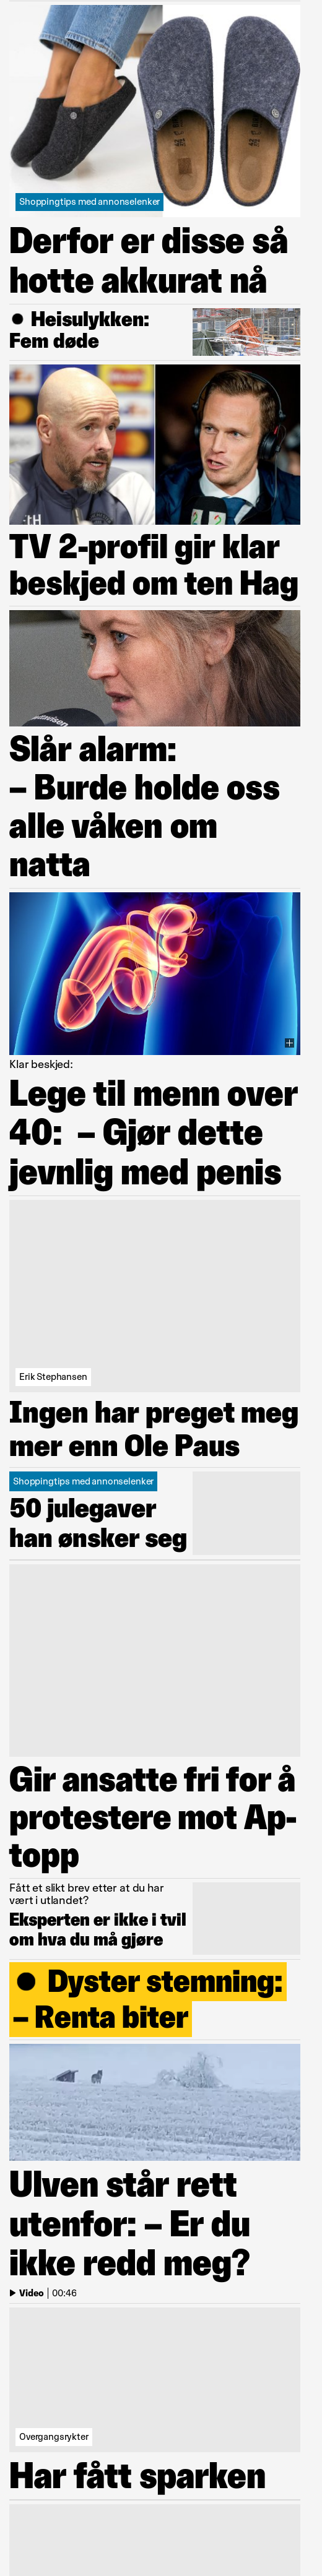 Shoppingtips med annonselenker
Derfor er disse så
hotte akkurat nå
Heisulykken:
Fem døde
TV 2-profil gir klar
beskjed om ten Hag
Slår alarm:
– Burde holde oss
alle våken om
natta
Klar beskjed:
Lege til menn over
40: – Gjør dette
jevnlig med penis
Erik Stephansen
Ingen har preget meg
mer enn Ole Paus
Shoppingtips med annonselenker
50 julegaver
han ønsker seg
Gir ansatte fri for å
protestere mot Ap-
topp
Fått et slikt brev etter at du har
vært i utlandet?
Eksperten er ikke i tvil
om hva du må gjøre
Dyster stemning:
– Renta biter
Ulven står rett
utenfor: – Er du
ikke redd meg?
Video | 00:46
Overgangsrykter
Har fått sparken